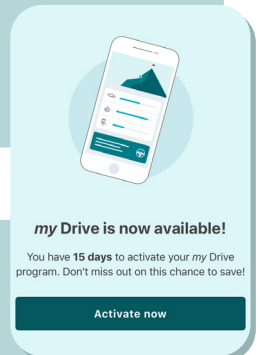 my Drive is now available!
You have 15 days to activate your my Drive
program. Don't miss out on this chance to save!
Activate now